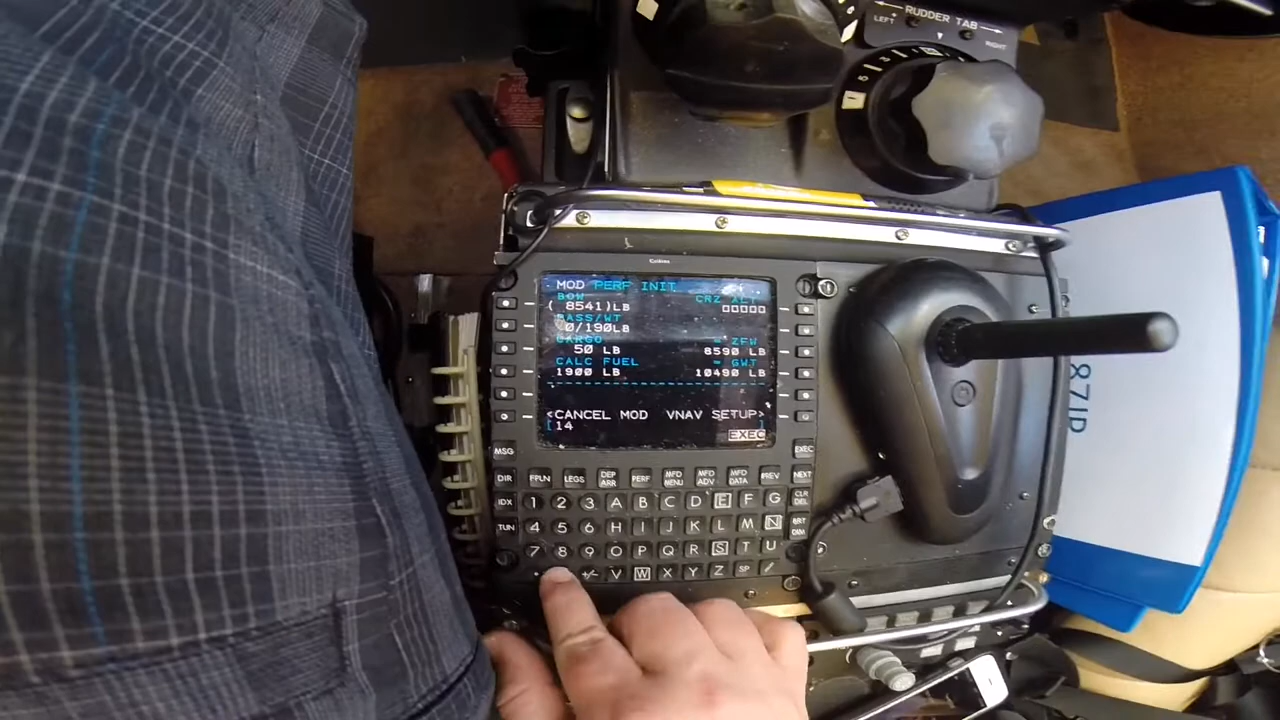 RUDDER TAB
LEFT
RIGHT
Collins
MOD PERF INIT
BOW CRZ ALT
( 8541)LB □□□□□
PASS/WT
0/190LB
CARGO = ZFW
50 LB 8590 LB
CALC FUEL = GWT
1900 LB 10490 LB
<CANCEL MOD VNAV SETUP>
[14 ]
EXEC
MSG EXEC
DIR FPLN LEGS DEP ARR PERF MFD MENU MFD ADV MFD DATA PREV NEXT
IDX 1 2 3 A B C D E F G CLR DEL
TUN 4 5 6 H I J K L M N BRT DIM
7 8 9 O P Q R S T U
+/- V W X Y Z SP /
871D